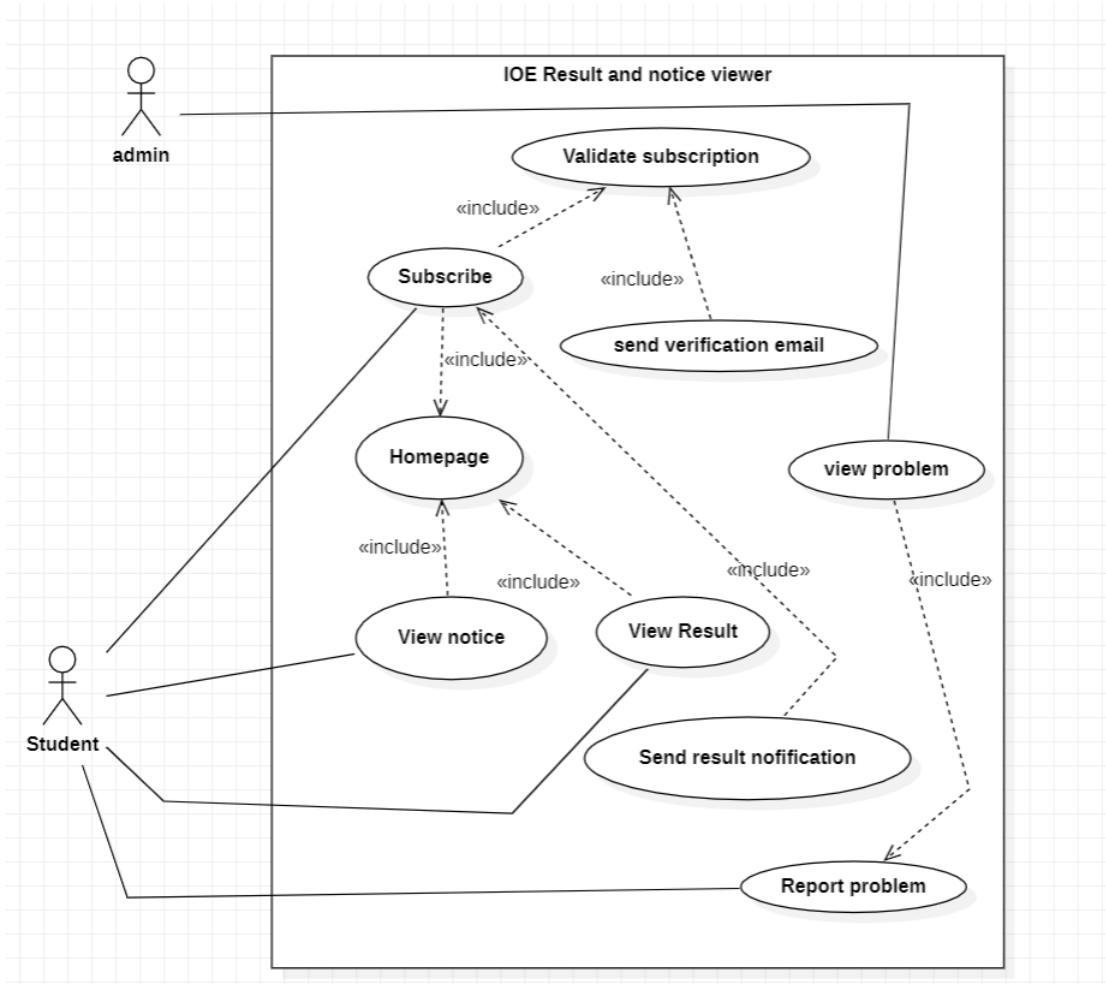 IOE Result and notice viewer
admin
Validate subscription
«include»
Subscribe
«include»
send verification email
«include»
Homepage
view problem
«include»
«include»
«include»
«include»
View notice
View Result
Student
Send result nofification
Report problem